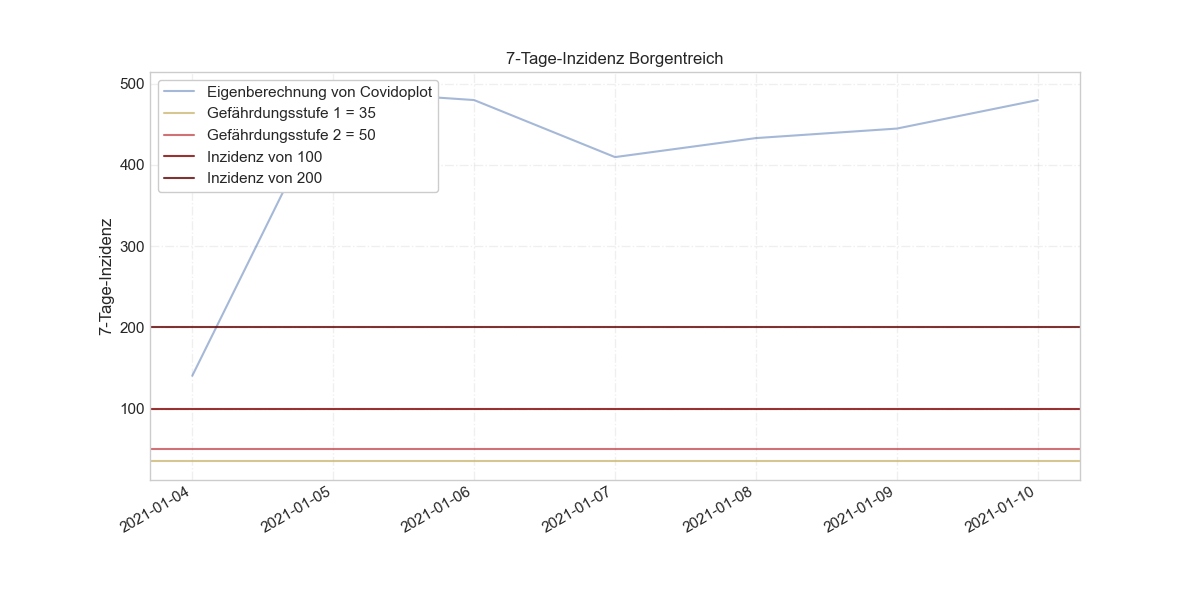 7-Tage-Inzidenz Borgentreich
Eigenberechnung von Covidoplot
Gefährdungsstufe 1 = 35
Gefährdungsstufe 2 = 50
Inzidenz von 100
Inzidenz von 200
7-Tage-Inzidenz
500
400
300
200
100
2021-01-04
2021-01-05
2021-01-06
2021-01-07
2021-01-08
2021-01-09
2021-01-10